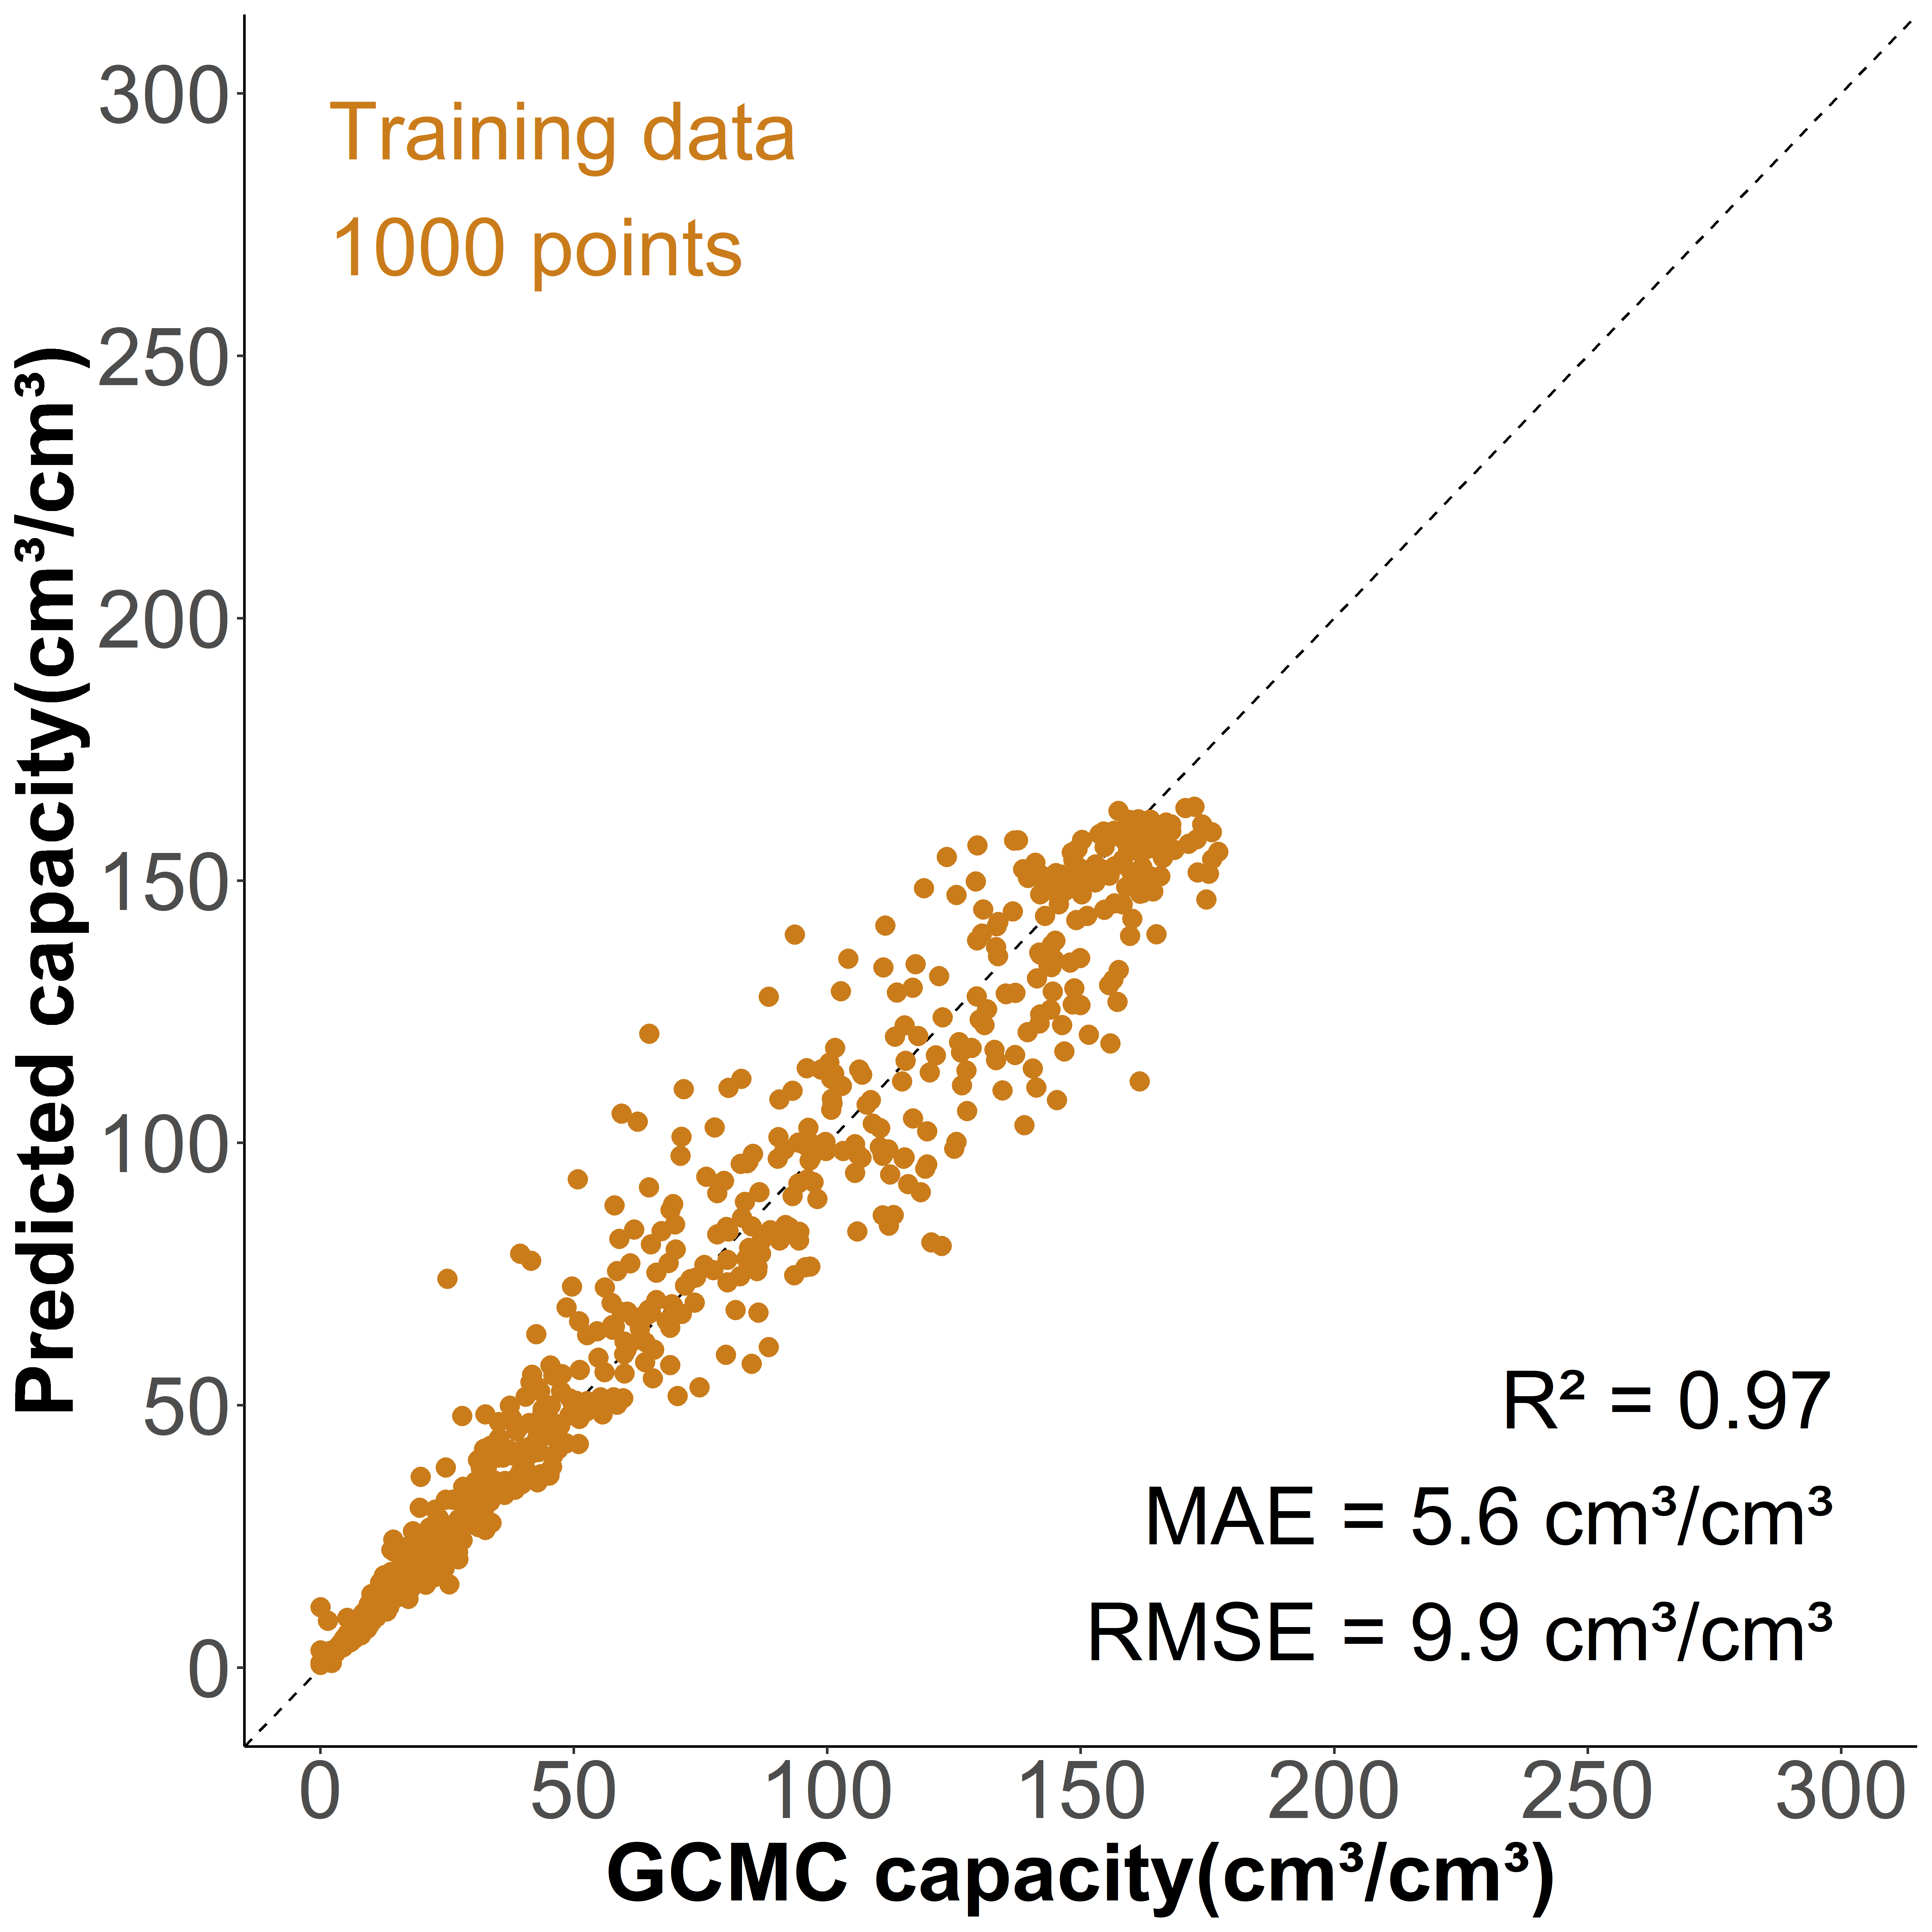 Training data
1000 points
300
250
200
150
100
50
0
Predicted capacity(cm³/cm³)
R² = 0.97
MAE = 5.6 cm³/cm³
RMSE = 9.9 cm³/cm³
0 50 100 150 200 250 300
GCMC capacity(cm³/cm³)